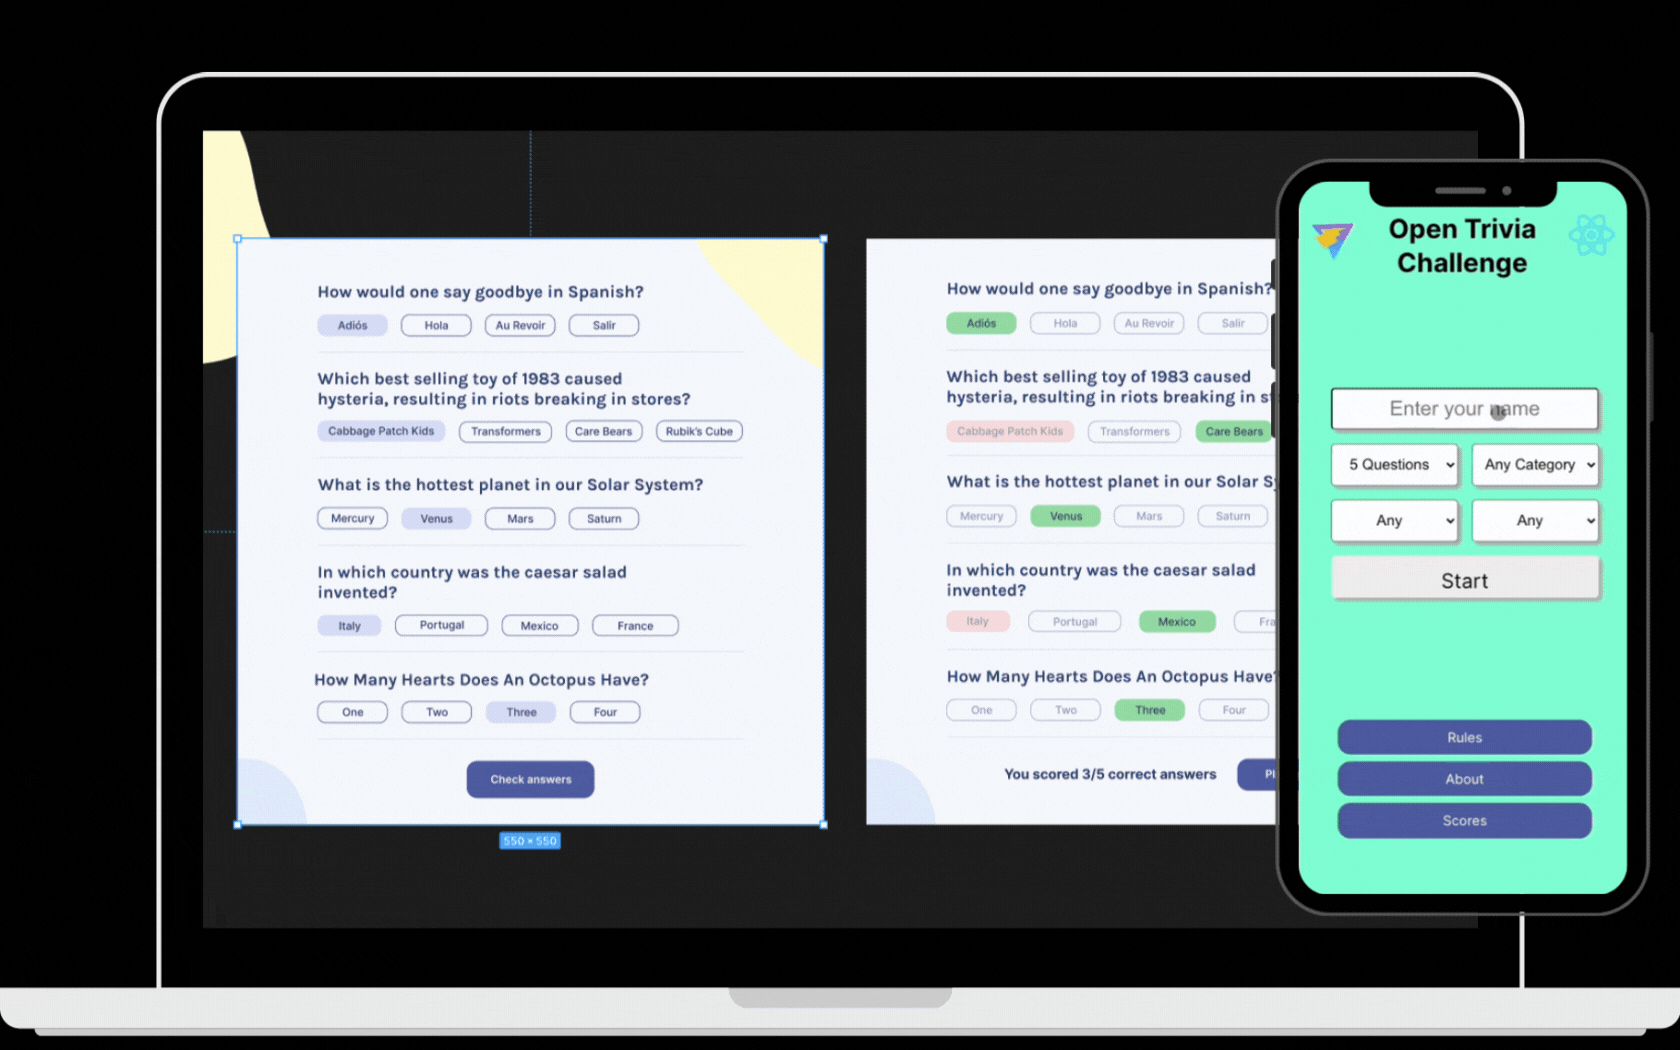 How would one say goodbye in Spanish?
Adiós Hola Au Revoir Salir
Which best selling toy of 1983 caused
hysteria, resulting in riots breaking in stores?
Cabbage Patch Kids Transformers Care Bears Rubik's Cube
What is the hottest planet in our Solar System?
Mercury Venus Mars Saturn
In which country was the caesar salad
invented?
Italy Portugal Mexico France
How Many Hearts Does An Octopus Have?
One Two Three Four
Check answers
550 × 550
How would one say goodbye in Spanish?
Adiós Hola Au Revoir Salir
Which best selling toy of 1983 caused
hysteria, resulting in riots breaking in st
Cabbage Patch Kids Transformers Care Bears
What is the hottest planet in our Solar S
Mercury Venus Mars Saturn
In which country was the caesar salad
invented?
Italy Portugal Mexico Fra
How Many Hearts Does An Octopus Have?
One Two Three Four
You scored 3/5 correct answers Pl
Open Trivia
Challenge
Enter your name
5 Questions Any Category
Any Any
Start
Rules
About
Scores